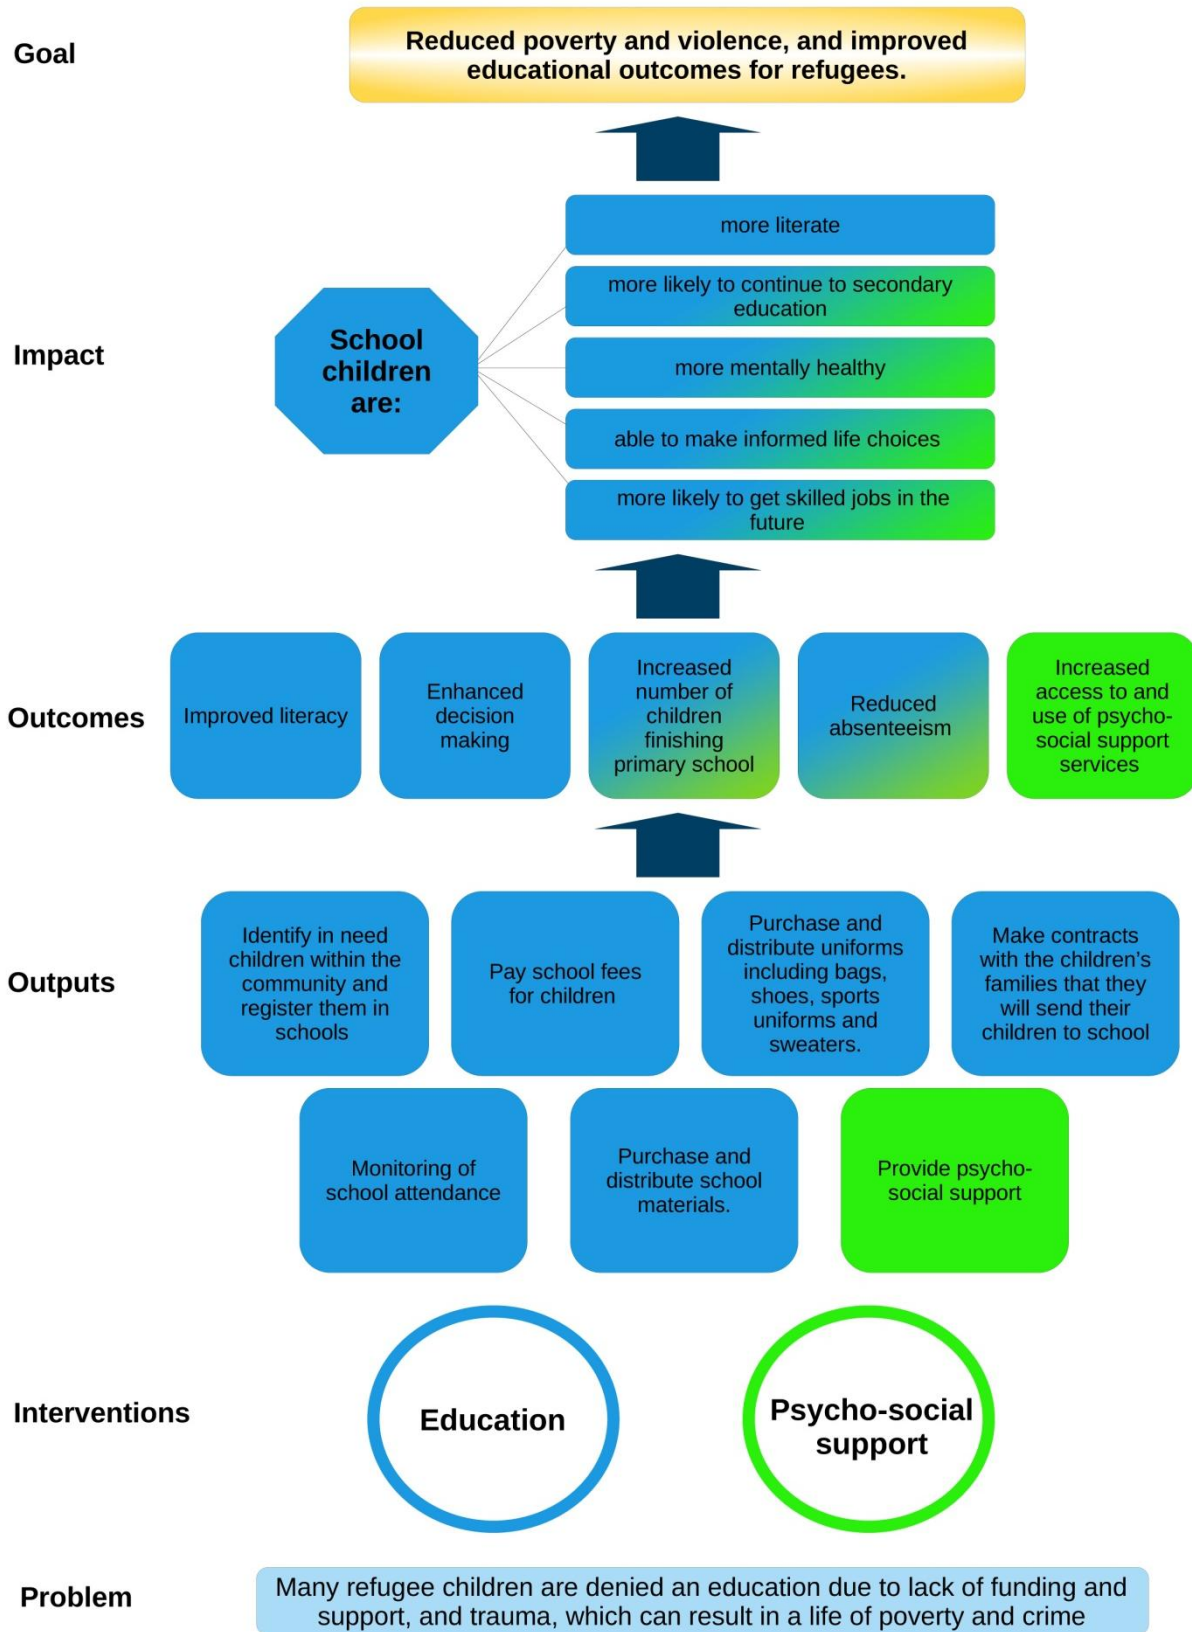 Goal
Reduced poverty and violence, and improved
educational outcomes for refugees.
Impact
School
children
are:
more literate
more likely to continue to secondary
education
more mentally healthy
able to make informed life choices
more likely to get skilled jobs in the
future
Outcomes
Improved literacy
Enhanced
decision
making
Increased
number of
children
finishing
primary school
Reduced
absenteeism
Increased
access to and
use of psycho-
social support
services
Outputs
Identify in need
children within the
community and
register them in
schools
Pay school fees
for children
Purchase and
distribute uniforms
including bags,
shoes, sports
uniforms and
sweaters.
Make contracts
with the children’s
families that they
will send their
children to school
Monitoring of
school attendance
Purchase and
distribute school
materials.
Provide psycho-
social support
Interventions
Education
Psycho-social
support
Problem
Many refugee children are denied an education due to lack of funding and
support, and trauma, which can result in a life of poverty and crime